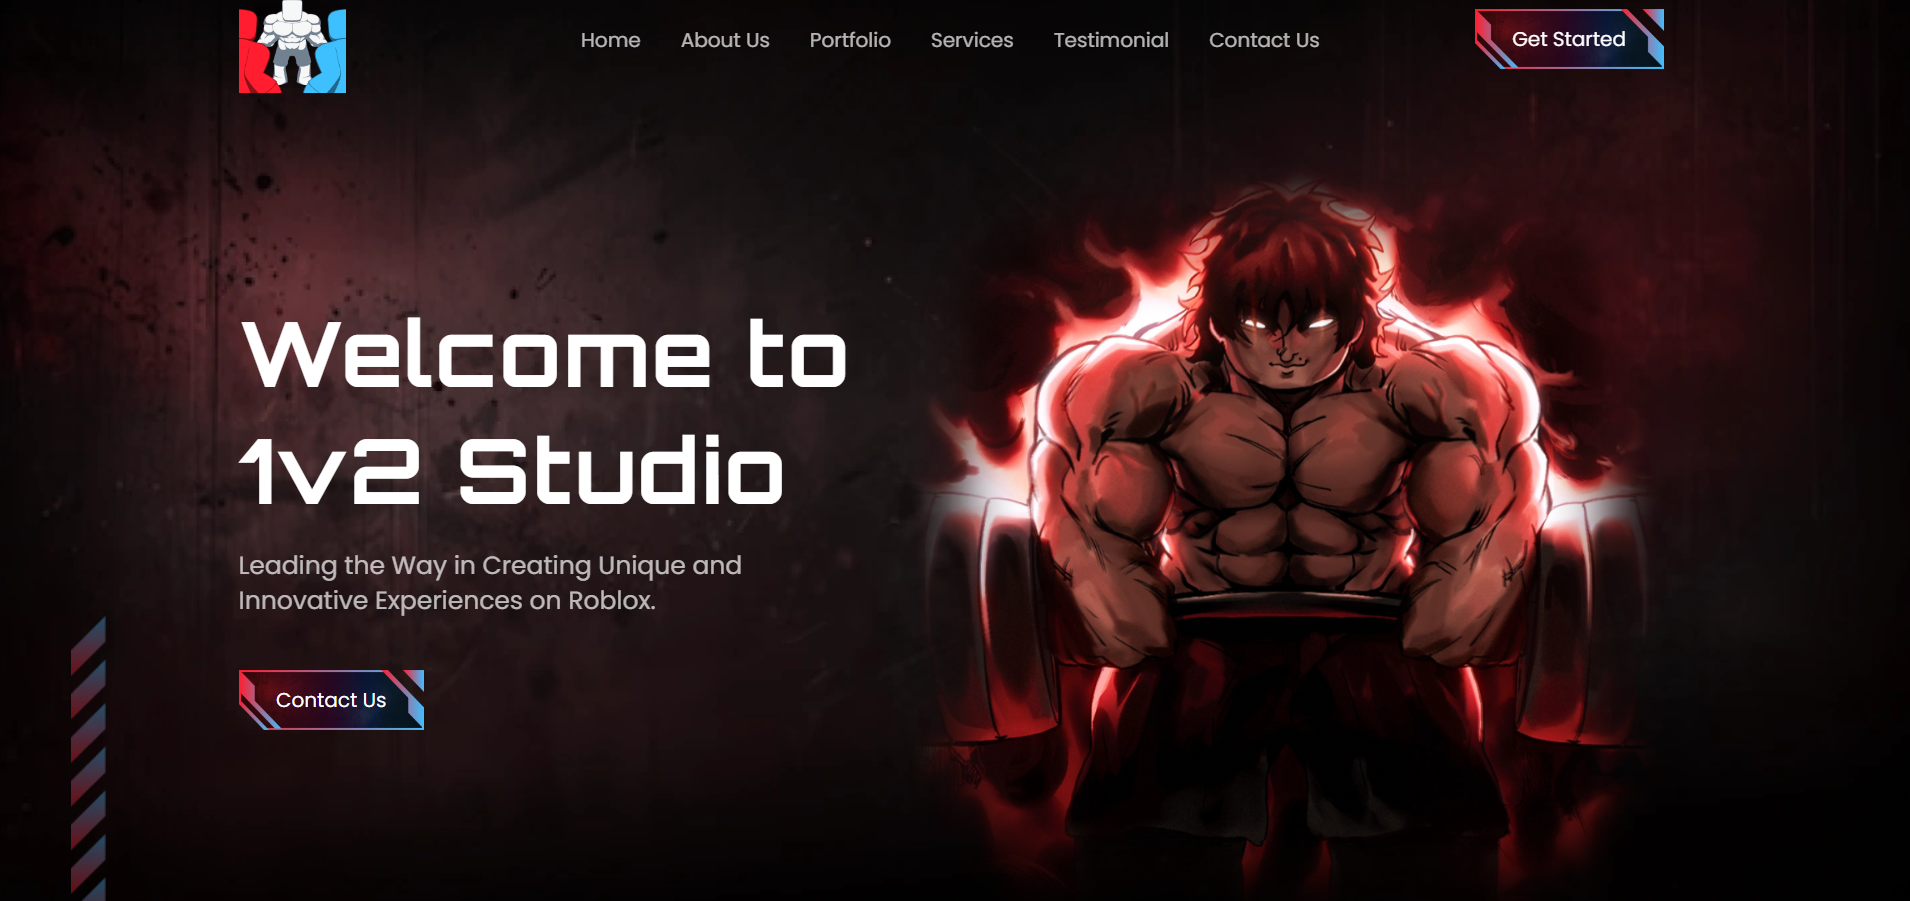 Home
About Us
Portfolio
Services
Testimonial
Contact Us
Get Started
Welcome to
1v2 Studio
Leading the Way in Creating Unique and
Innovative Experiences on Roblox.
Contact Us